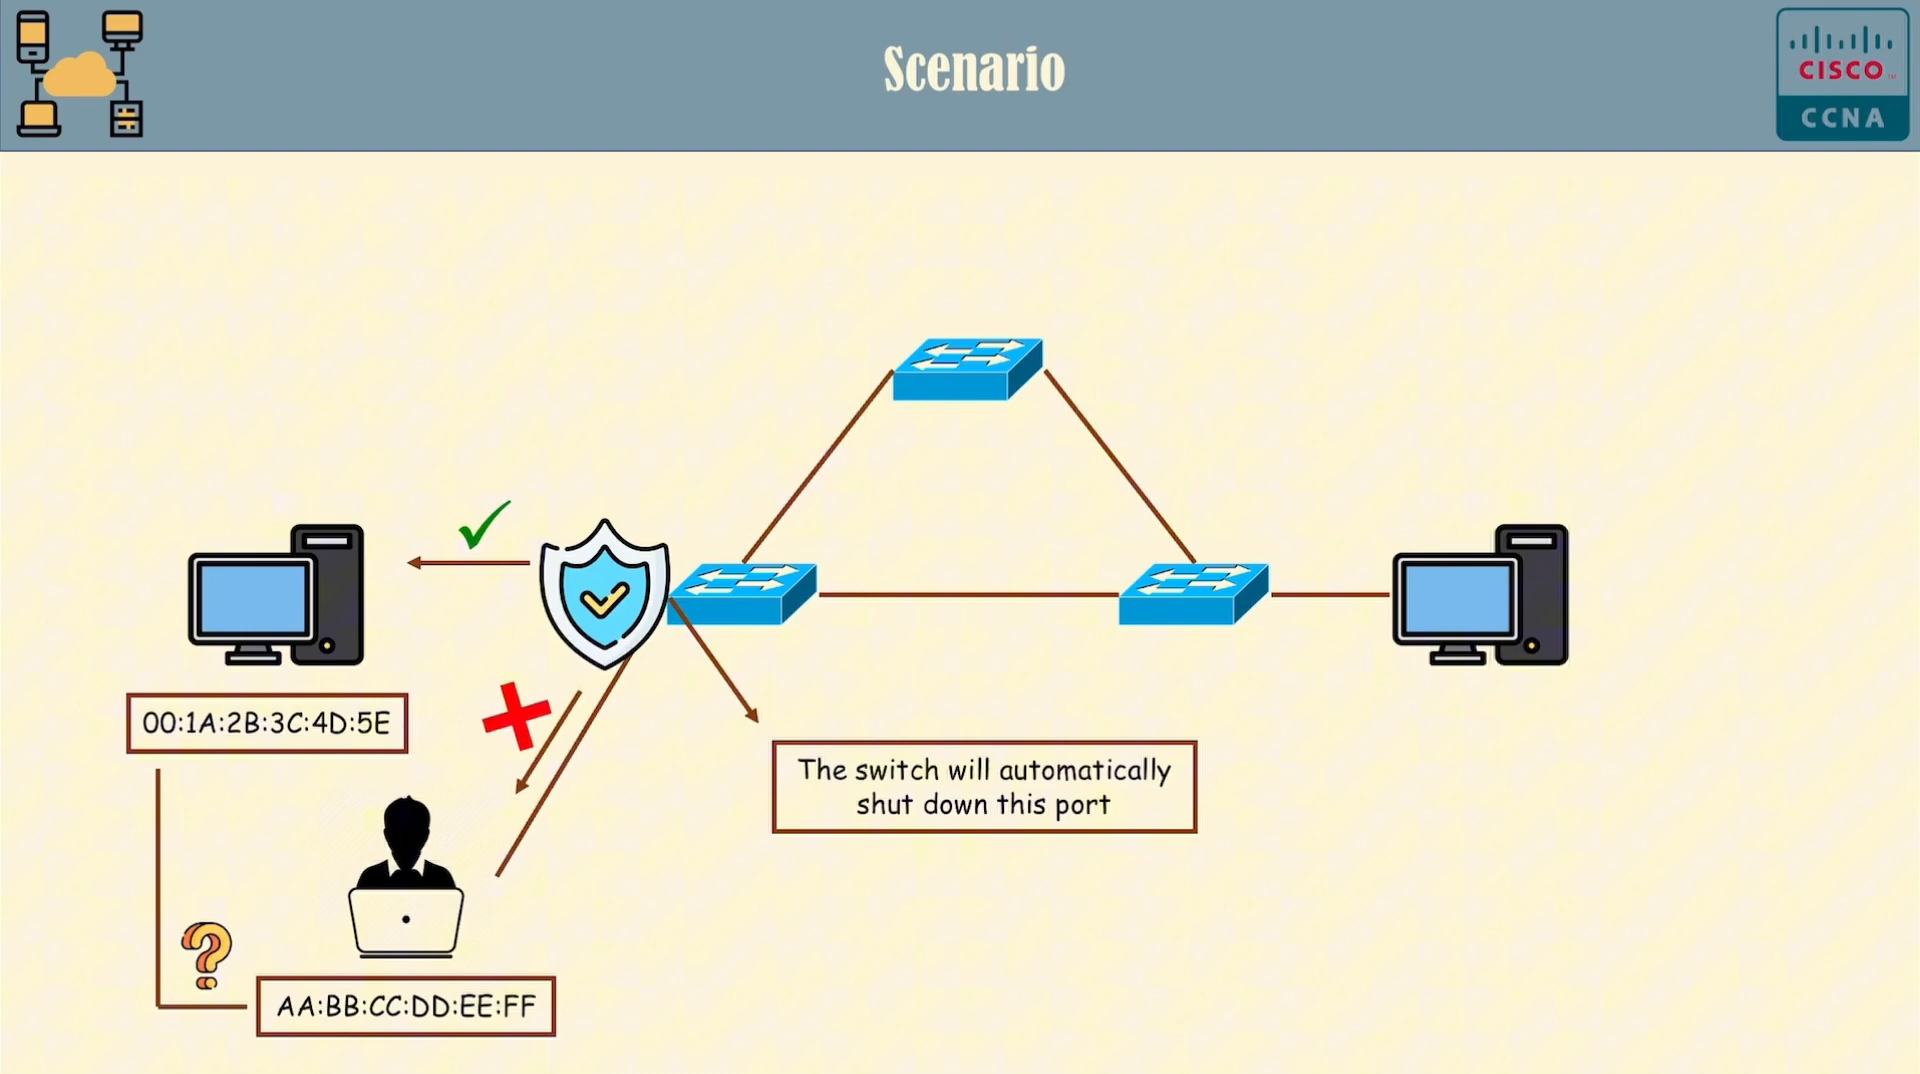 Scenario
CISCO
CCNA
00:1A:2B:3C:4D:5E
The switch will automatically
shut down this port
AA:BB:CC:DD:EE:FF